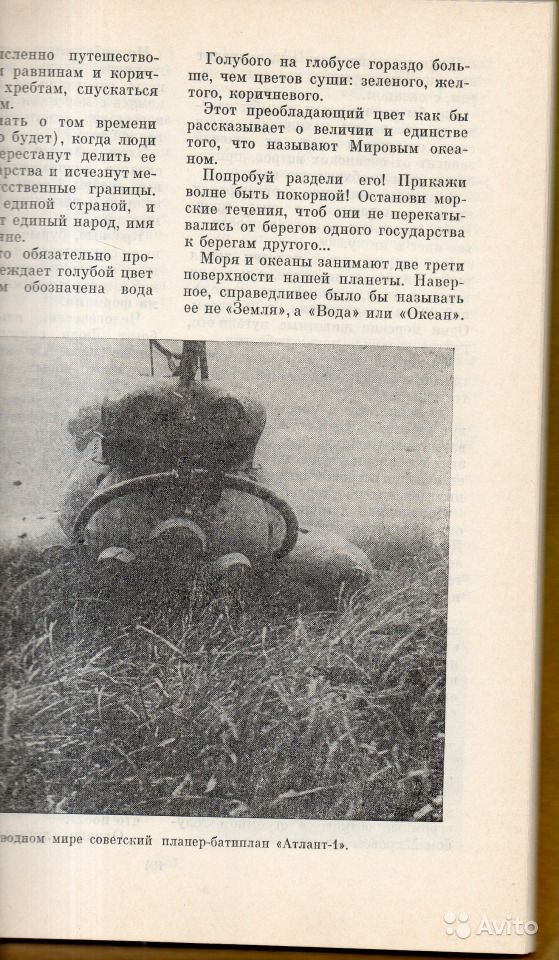 сленно путешество-
равнинам и корич-
хребтам, спускаться
м.
мать о том времени
будет), когда люди
ерестанут делить ее
арства и исчезнут ме-
сственные границы.
единой страной, и
т единый народ, имя
не.
то обязательно про-
еждает голубой цвет
м обозначена вода
Голубого на глобусе гораздо боль-
ше, чем цветов суши: зеленого, жел-
того, коричневого.
Этот преобладающий цвет как бы
рассказывает о величии и единстве
того, что называют Мировым океа-
ном.
Попробуй раздели его! Прикажи
волне быть покорной! Останови мор-
ские течения, чтоб они не перекаты-
вались от берегов одного государства
к берегам другого...
Моря и океаны занимают две трети
поверхности нашей планеты. Навер-
ное, справедливее было бы называть
ее не «Земля», а «Вода» или «Океан».
водном мире советский планер-батиплан «Атлант-1».
Avito